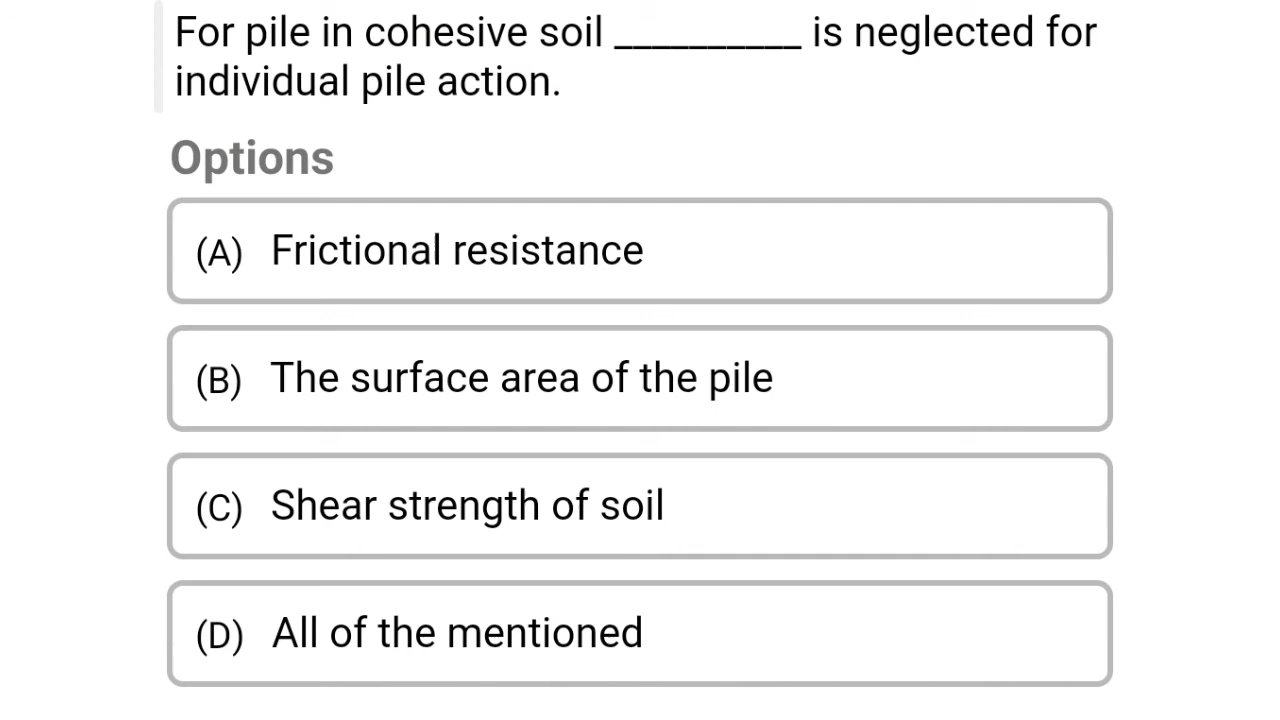 For pile in cohesive soil __________ is neglected for
individual pile action.
Options
(A) Frictional resistance
(B) The surface area of the pile
(C) Shear strength of soil
(D) All of the mentioned